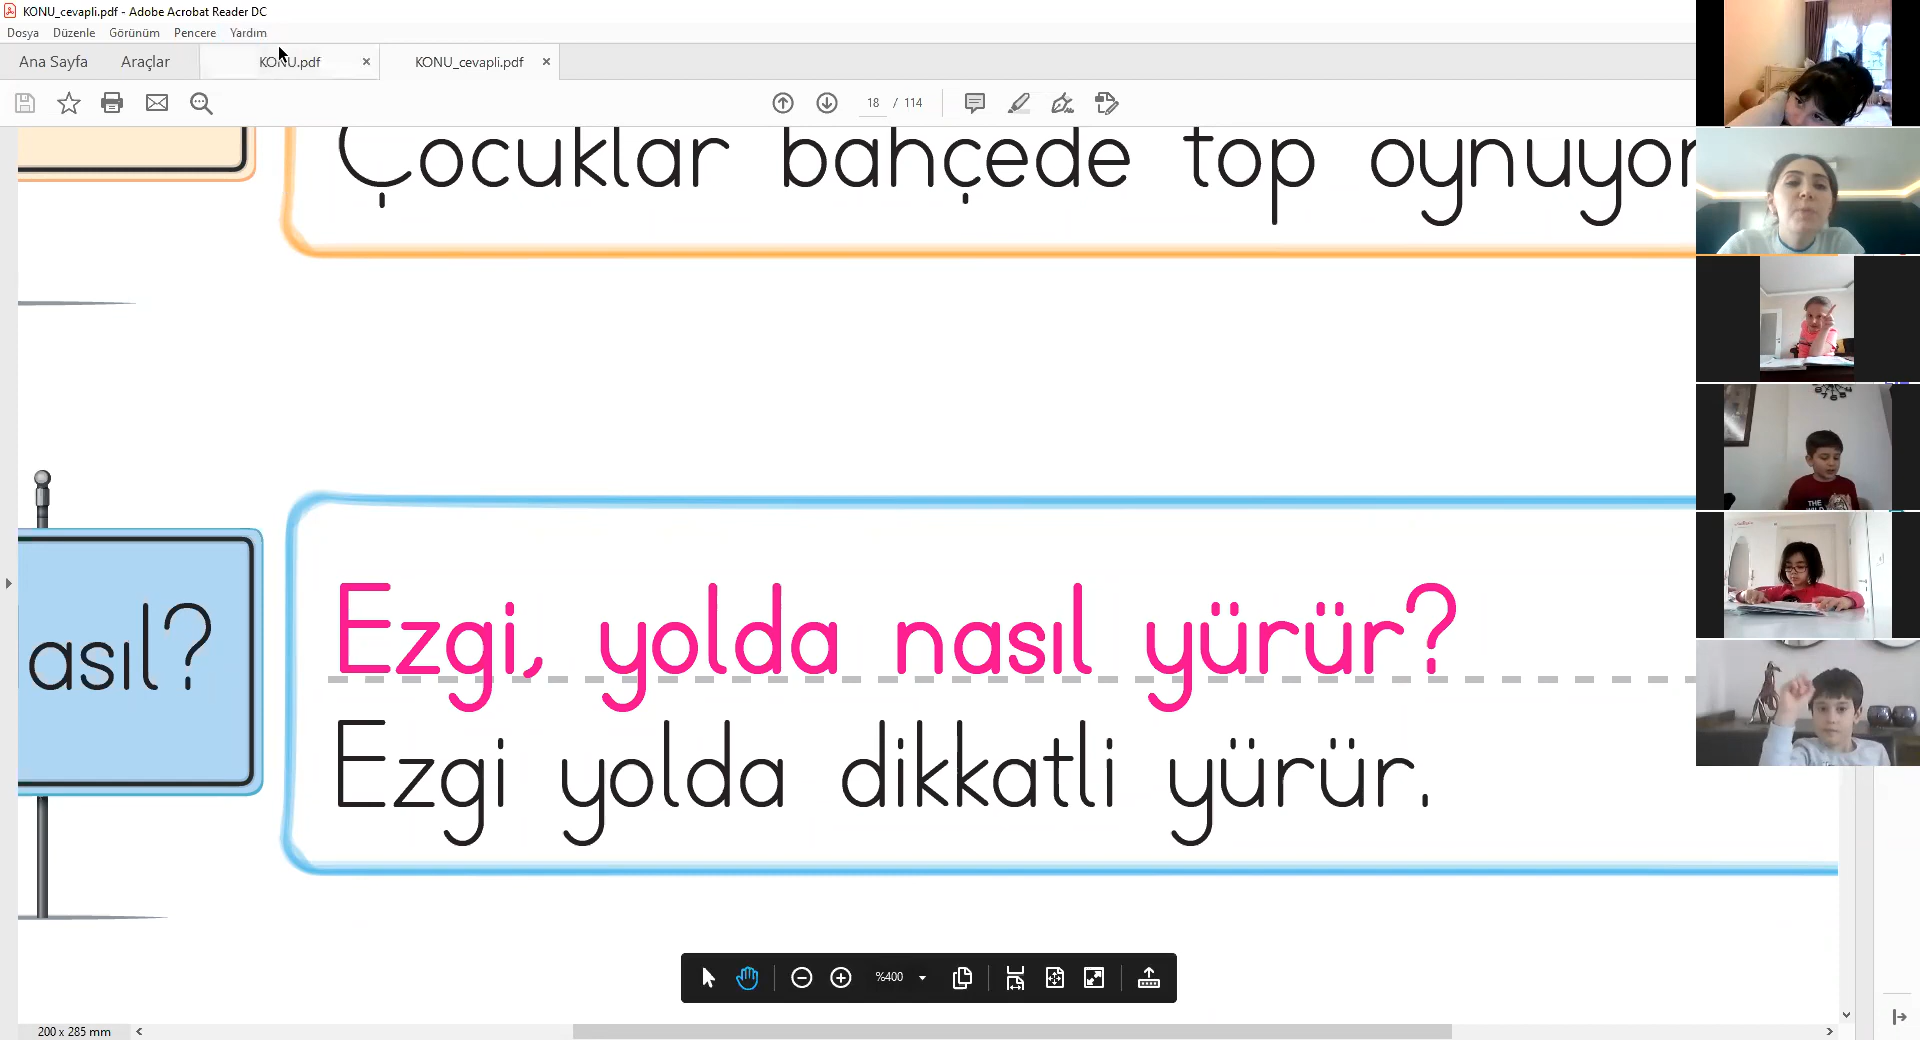 KONU_cevapli.pdf - Adobe Acrobat Reader DC
Dosya Düzenle Görünüm Pencere Yardım
Ana Sayfa Araçlar KONU.pdf × KONU_cevapli.pdf ×
18 / 114
Çocuklar bahçede top oynuyor
asıl?
Ezgi, yolda nasıl yürür?
Ezgi yolda dikkatli yürür.
THE
%400
200 x 285 mm